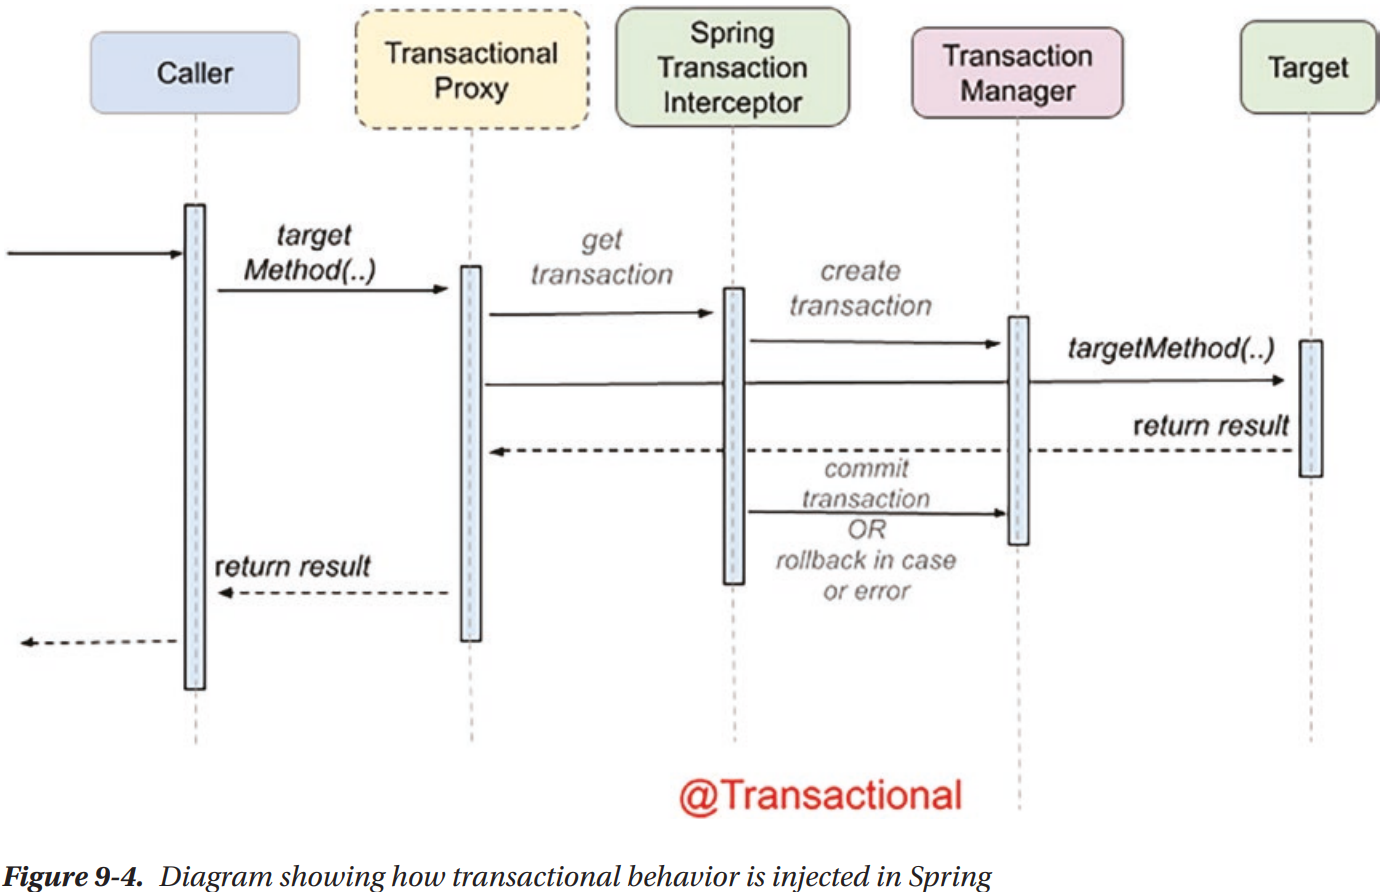 Caller
Transactional
Proxy
Spring
Transaction
Interceptor
Transaction
Manager
Target
target
Method(..)
get
transaction
create
transaction
targetMethod(..)
return result
commit
transaction
OR
rollback in case
or error
return result
@Transactional
Figure 9-4. Diagram showing how transactional behavior is injected in Spring